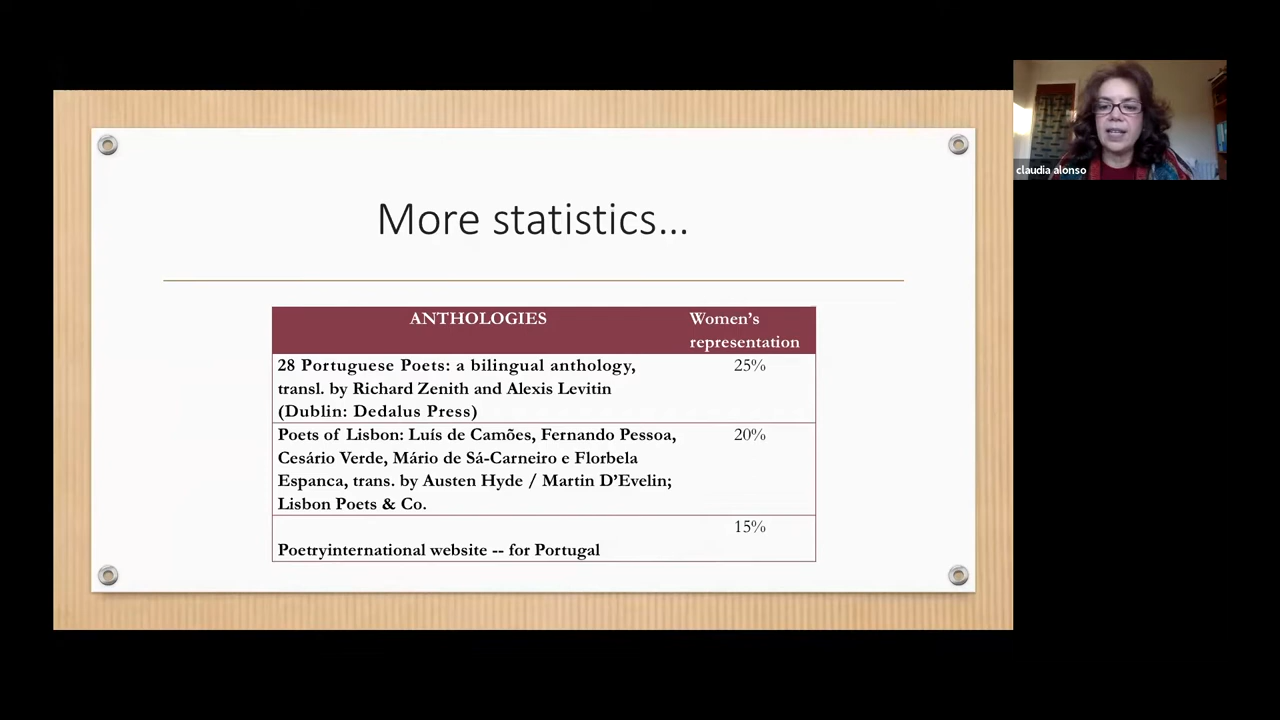 claudia alonso
More statistics...
ANTHOLOGIES
Women's
representation
28 Portuguese Poets: a bilingual anthology,
transl. by Richard Zenith and Alexis Levitin
(Dublin: Dedalus Press)
25%
Poets of Lisbon: Luís de Camões, Fernando Pessoa,
Cesário Verde, Mário de Sá-Carneiro e Florbela
Espanca, trans. by Austen Hyde / Martin D'Evelin;
Lisbon Poets & Co.
20%
Poetryinternational website -- for Portugal
15%